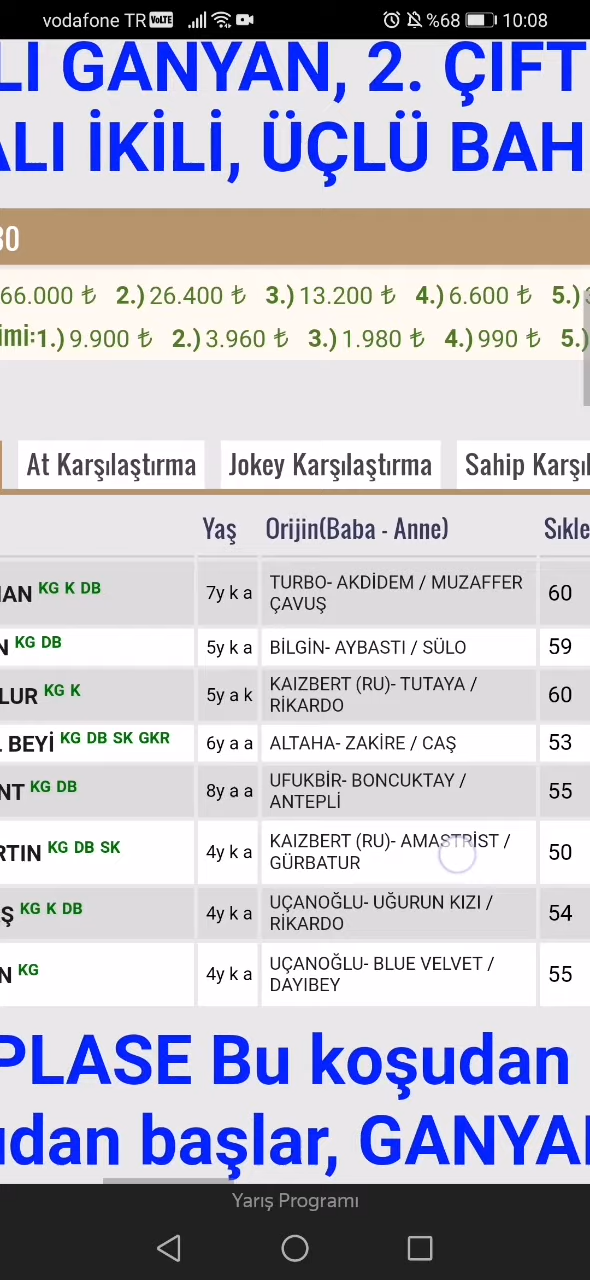 vodafone TR VoLTE %68 10:08
LI GANYAN, 2. ÇİFT
ALI İKİLİ, ÜÇLÜ BAH
30
66.000 ₺ 2.) 26.400 ₺ 3.) 13.200 ₺ 4.) 6.600 ₺ 5.)
imi: 1.) 9.900 ₺ 2.) 3.960 ₺ 3.) 1.980 ₺ 4.) 990 ₺ 5.)
At Karşılaştırma Jokey Karşılaştırma Sahip Karşıl
Yaş Orijin(Baba - Anne) Sıkle
IAN KG K DB 7y k a TURBO- AKDİDEM / MUZAFFER 60
ÇAVUŞ
N KG DB 5y k a BİLGİN- AYBASTI / SÜLO 59
LUR KG K 5y a k KAIZBERT (RU)- TUTAYA / 60
RİKARDO
BEYİ KG DB SK GKR 6y a a ALTAHA- ZAKİRE / CAŞ 53
NT KG DB 8y a a UFUKBİR- BONCUKTAY / 55
ANTEPLİ
RTIN KG DB SK 4y k a KAIZBERT (RU)- AMASTRİST / 50
GÜRBATUR
Ş KG K DB 4y k a UÇANOĞLU- UĞURUN KIZI / 54
RİKARDO
N KG 4y k a UÇANOĞLU- BLUE VELVET / 55
DAYIBEY
PLASE Bu koşudan
udan başlar, GANYAN
Yarış Programı